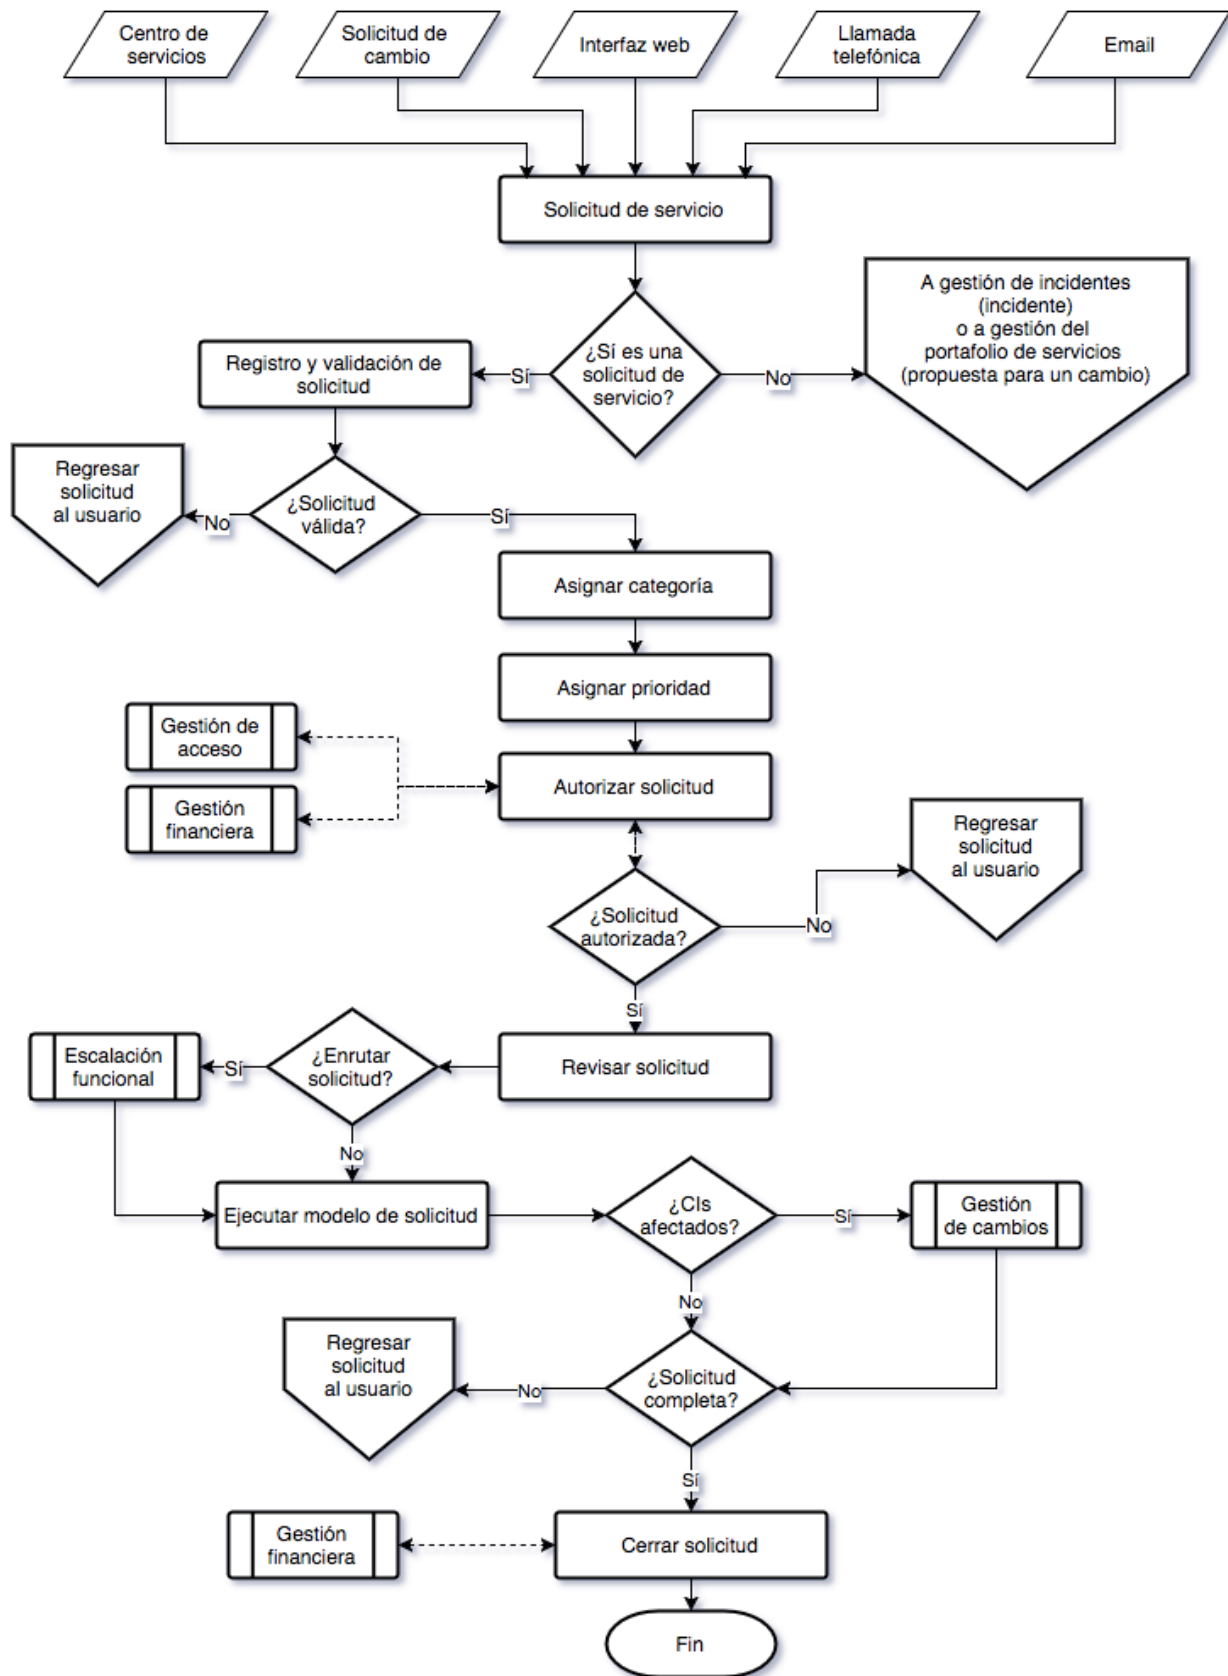 Centro de
servicios
Solicitud de
cambio
Interfaz web
Llamada
telefónica
Email
Solicitud de servicio
¿Sí es una
solicitud de
servicio?
A gestión de incidentes
(incidente)
o a gestión del
portafolio de servicios
(propuesta para un cambio)
Registro y validación de
solicitud
Sí
No
Regresar
solicitud
al usuario
No
¿Solicitud
válida?
Sí
Asignar categoría
Asignar prioridad
Gestión de
acceso
Autorizar solicitud
Gestión
financiera
Regresar
solicitud
al usuario
¿Solicitud
autorizada?
No
Sí
Escalación
funcional
Sí
¿Enrutar
solicitud?
Revisar solicitud
No
Ejecutar modelo de solicitud
¿CIs
afectados?
Sí
Gestión
de cambios
No
Regresar
solicitud
al usuario
No
¿Solicitud
completa?
Sí
Gestión
financiera
Cerrar solicitud
Fin